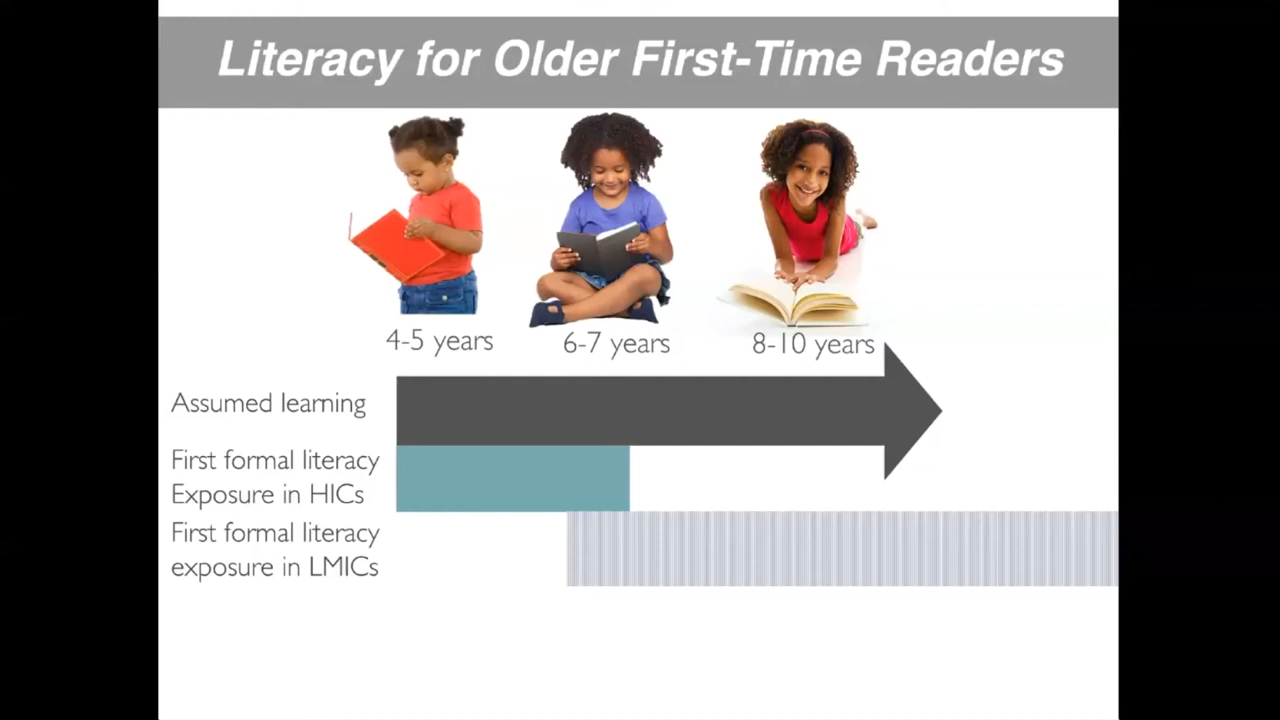 Literacy for Older First-Time Readers
4-5 years
6-7 years
8-10 years
Assumed learning
First formal literacy
Exposure in HICs
First formal literacy
exposure in LMICs